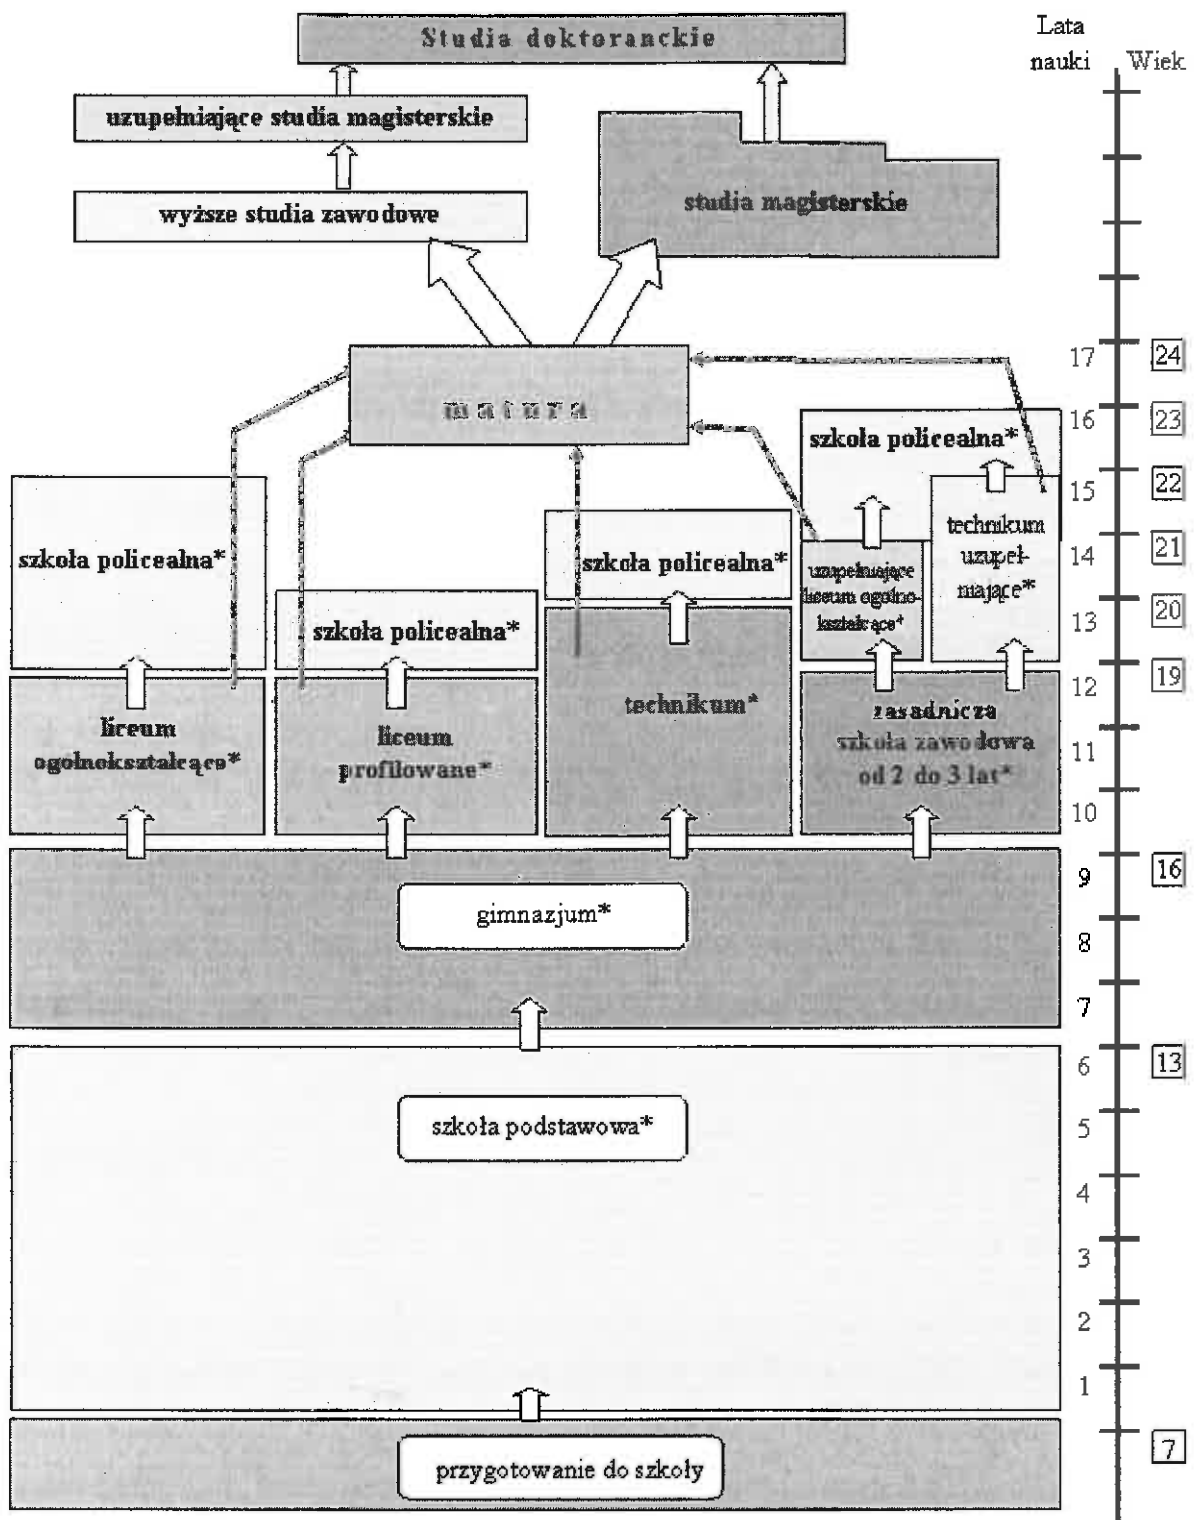 Studia doktoranckie
Lata
nauki
Wiek
uzupełniające studia magisterskie
wyższe studia zawodowe
studia magisterskie
matura
17
24
16
23
szkoła policealna*
15
22
technikum
uzupeł-
niające*
szkoła policealna*
szkoła policealna*
14
21
uzupełniające
liceum ogolno-
kształcące*
szkoła policealna*
13
20
12
19
liceum
ogolnokształcące*
liceum
profilowane*
technikum*
zasadnicza
szkoła zawodowa
od 2 do 3 lat*
11
10
9
16
gimnazjum*
8
7
6
13
szkoła podstawowa*
5
4
3
2
1
przygotowanie do szkoły
7